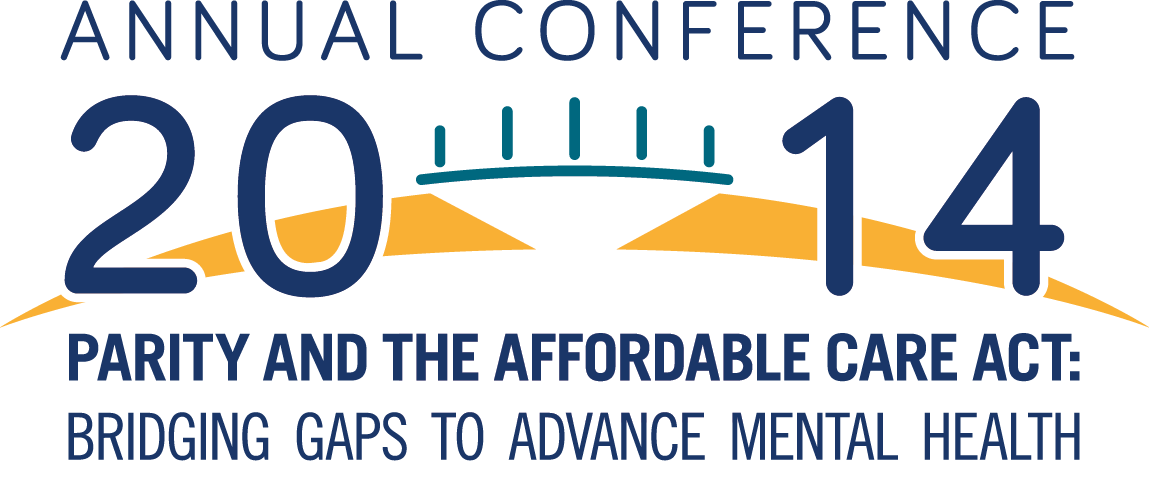 ANNUAL CONFERENCE
2014
PARITY AND THE AFFORDABLE CARE ACT:
BRIDGING GAPS TO ADVANCE MENTAL HEALTH